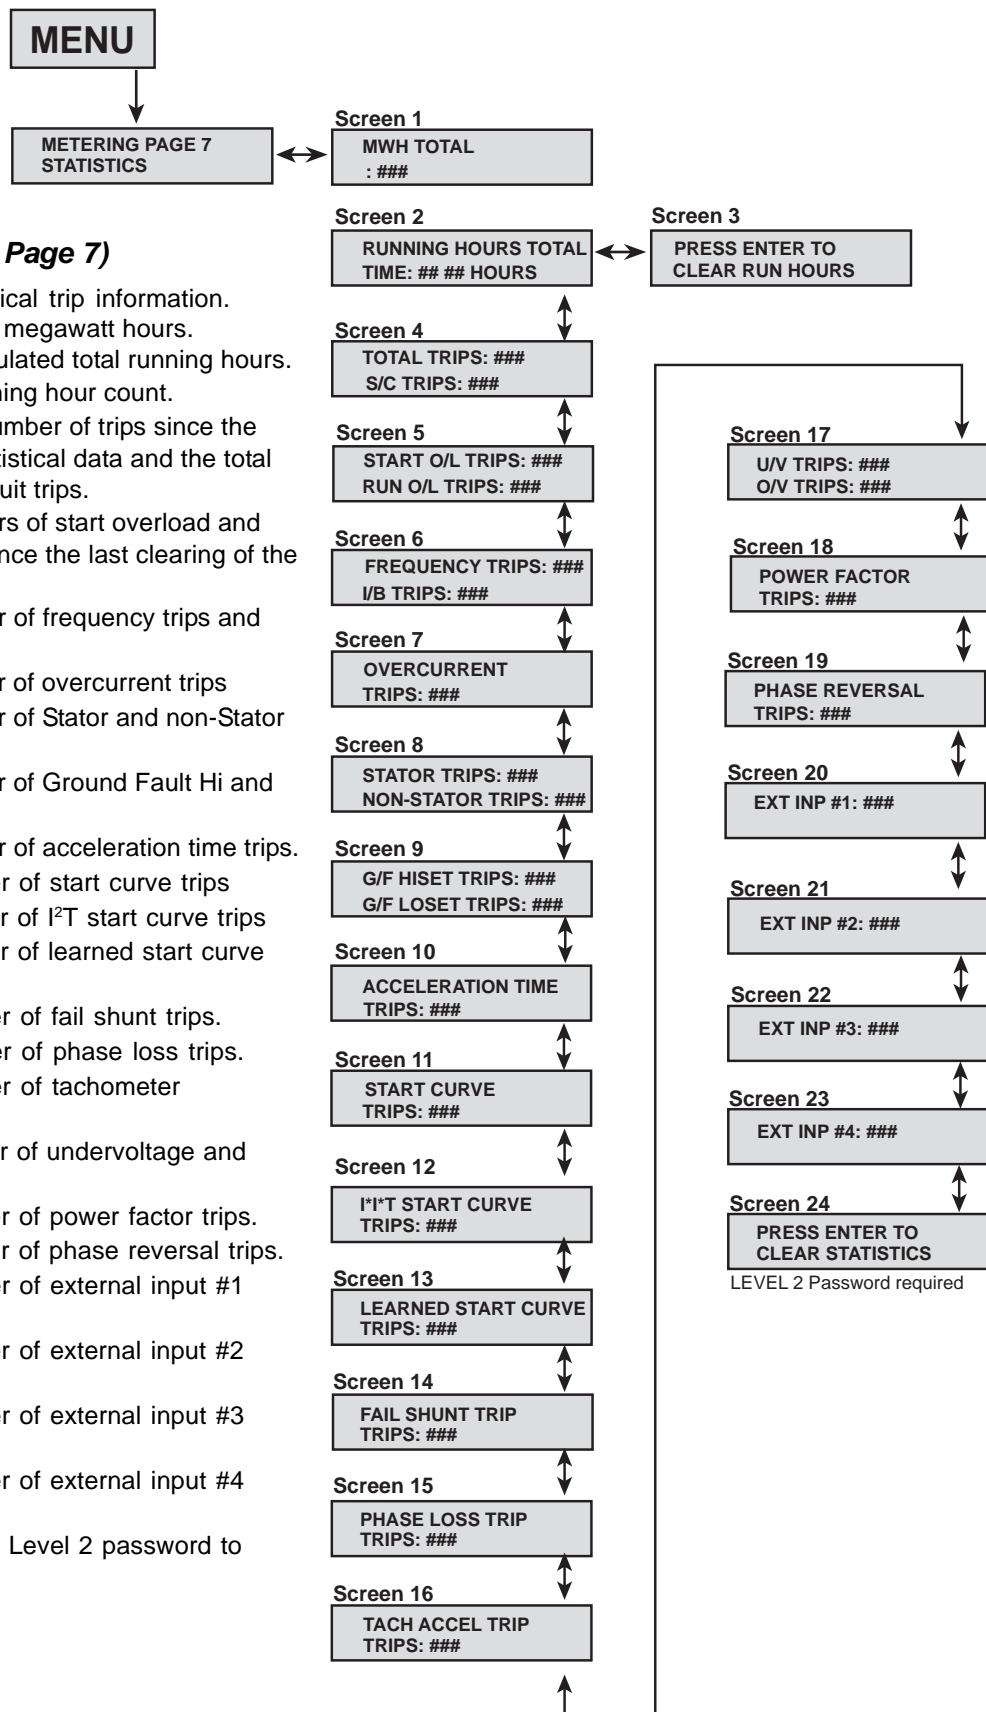 MENU
METERING PAGE 7
STATISTICS
Screen 1
MWH TOTAL
: ###
Screen 2
RUNNING HOURS TOTAL
TIME: ## ## HOURS
Screen 3
PRESS ENTER TO
CLEAR RUN HOURS
Page 7)
ical trip information.
megawatt hours.
ulated total running hours.
ning hour count.
umber of trips since the
tistical data and the total
uit trips.
rs of start overload and
nce the last clearing of the
r of frequency trips and
r of overcurrent trips
r of Stator and non-Stator
r of Ground Fault Hi and
r of acceleration time trips.
er of start curve trips
r of I²T start curve trips
r of learned start curve
er of fail shunt trips.
er of phase loss trips.
er of tachometer
r of undervoltage and
er of power factor trips.
r of phase reversal trips.
er of external input #1
er of external input #2
er of external input #3
er of external input #4
Level 2 password to
Screen 4
TOTAL TRIPS: ###
S/C TRIPS: ###
Screen 5
START O/L TRIPS: ###
RUN O/L TRIPS: ###
Screen 6
FREQUENCY TRIPS: ###
I/B TRIPS: ###
Screen 7
OVERCURRENT
TRIPS: ###
Screen 8
STATOR TRIPS: ###
NON-STATOR TRIPS: ###
Screen 9
G/F HISET TRIPS: ###
G/F LOSET TRIPS: ###
Screen 10
ACCELERATION TIME
TRIPS: ###
Screen 11
START CURVE
TRIPS: ###
Screen 12
I*I*T START CURVE
TRIPS: ###
Screen 13
LEARNED START CURVE
TRIPS: ###
Screen 14
FAIL SHUNT TRIP
TRIPS: ###
Screen 15
PHASE LOSS TRIP
TRIPS: ###
Screen 16
TACH ACCEL TRIP
TRIPS: ###
Screen 17
U/V TRIPS: ###
O/V TRIPS: ###
Screen 18
POWER FACTOR
TRIPS: ###
Screen 19
PHASE REVERSAL
TRIPS: ###
Screen 20
EXT INP #1: ###
Screen 21
EXT INP #2: ###
Screen 22
EXT INP #3: ###
Screen 23
EXT INP #4: ###
Screen 24
PRESS ENTER TO
CLEAR STATISTICS
LEVEL 2 Password required